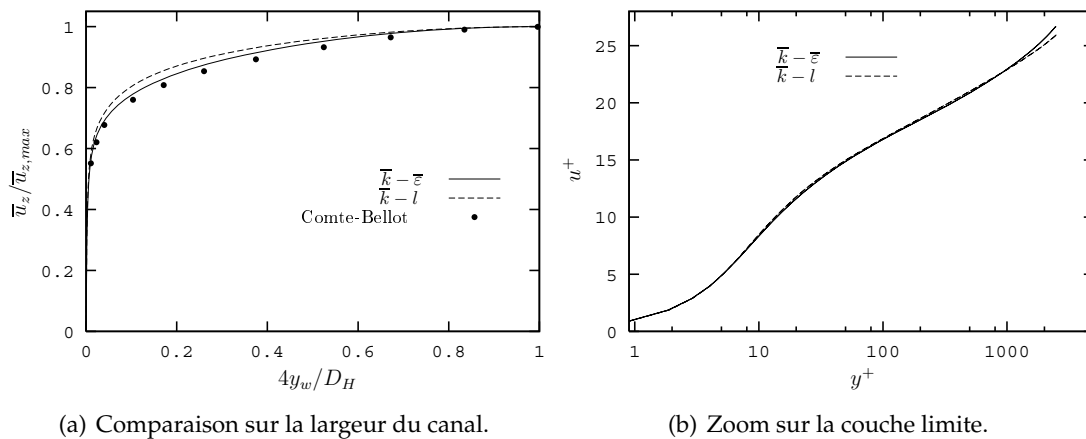 1
0.8
0.6
0.4
0.2
0
u̅_z/u̅_{z,max}
k̅ − ε̅
k̅ − l
Comte-Bellot
0 0.2 0.4 0.6 0.8 1
4y_w/D_H
(a) Comparaison sur la largeur du canal.
25
20
15
10
5
0
u⁺
k̅ − ε̅
k̅ − l
1 10 100 1000
y⁺
(b) Zoom sur la couche limite.